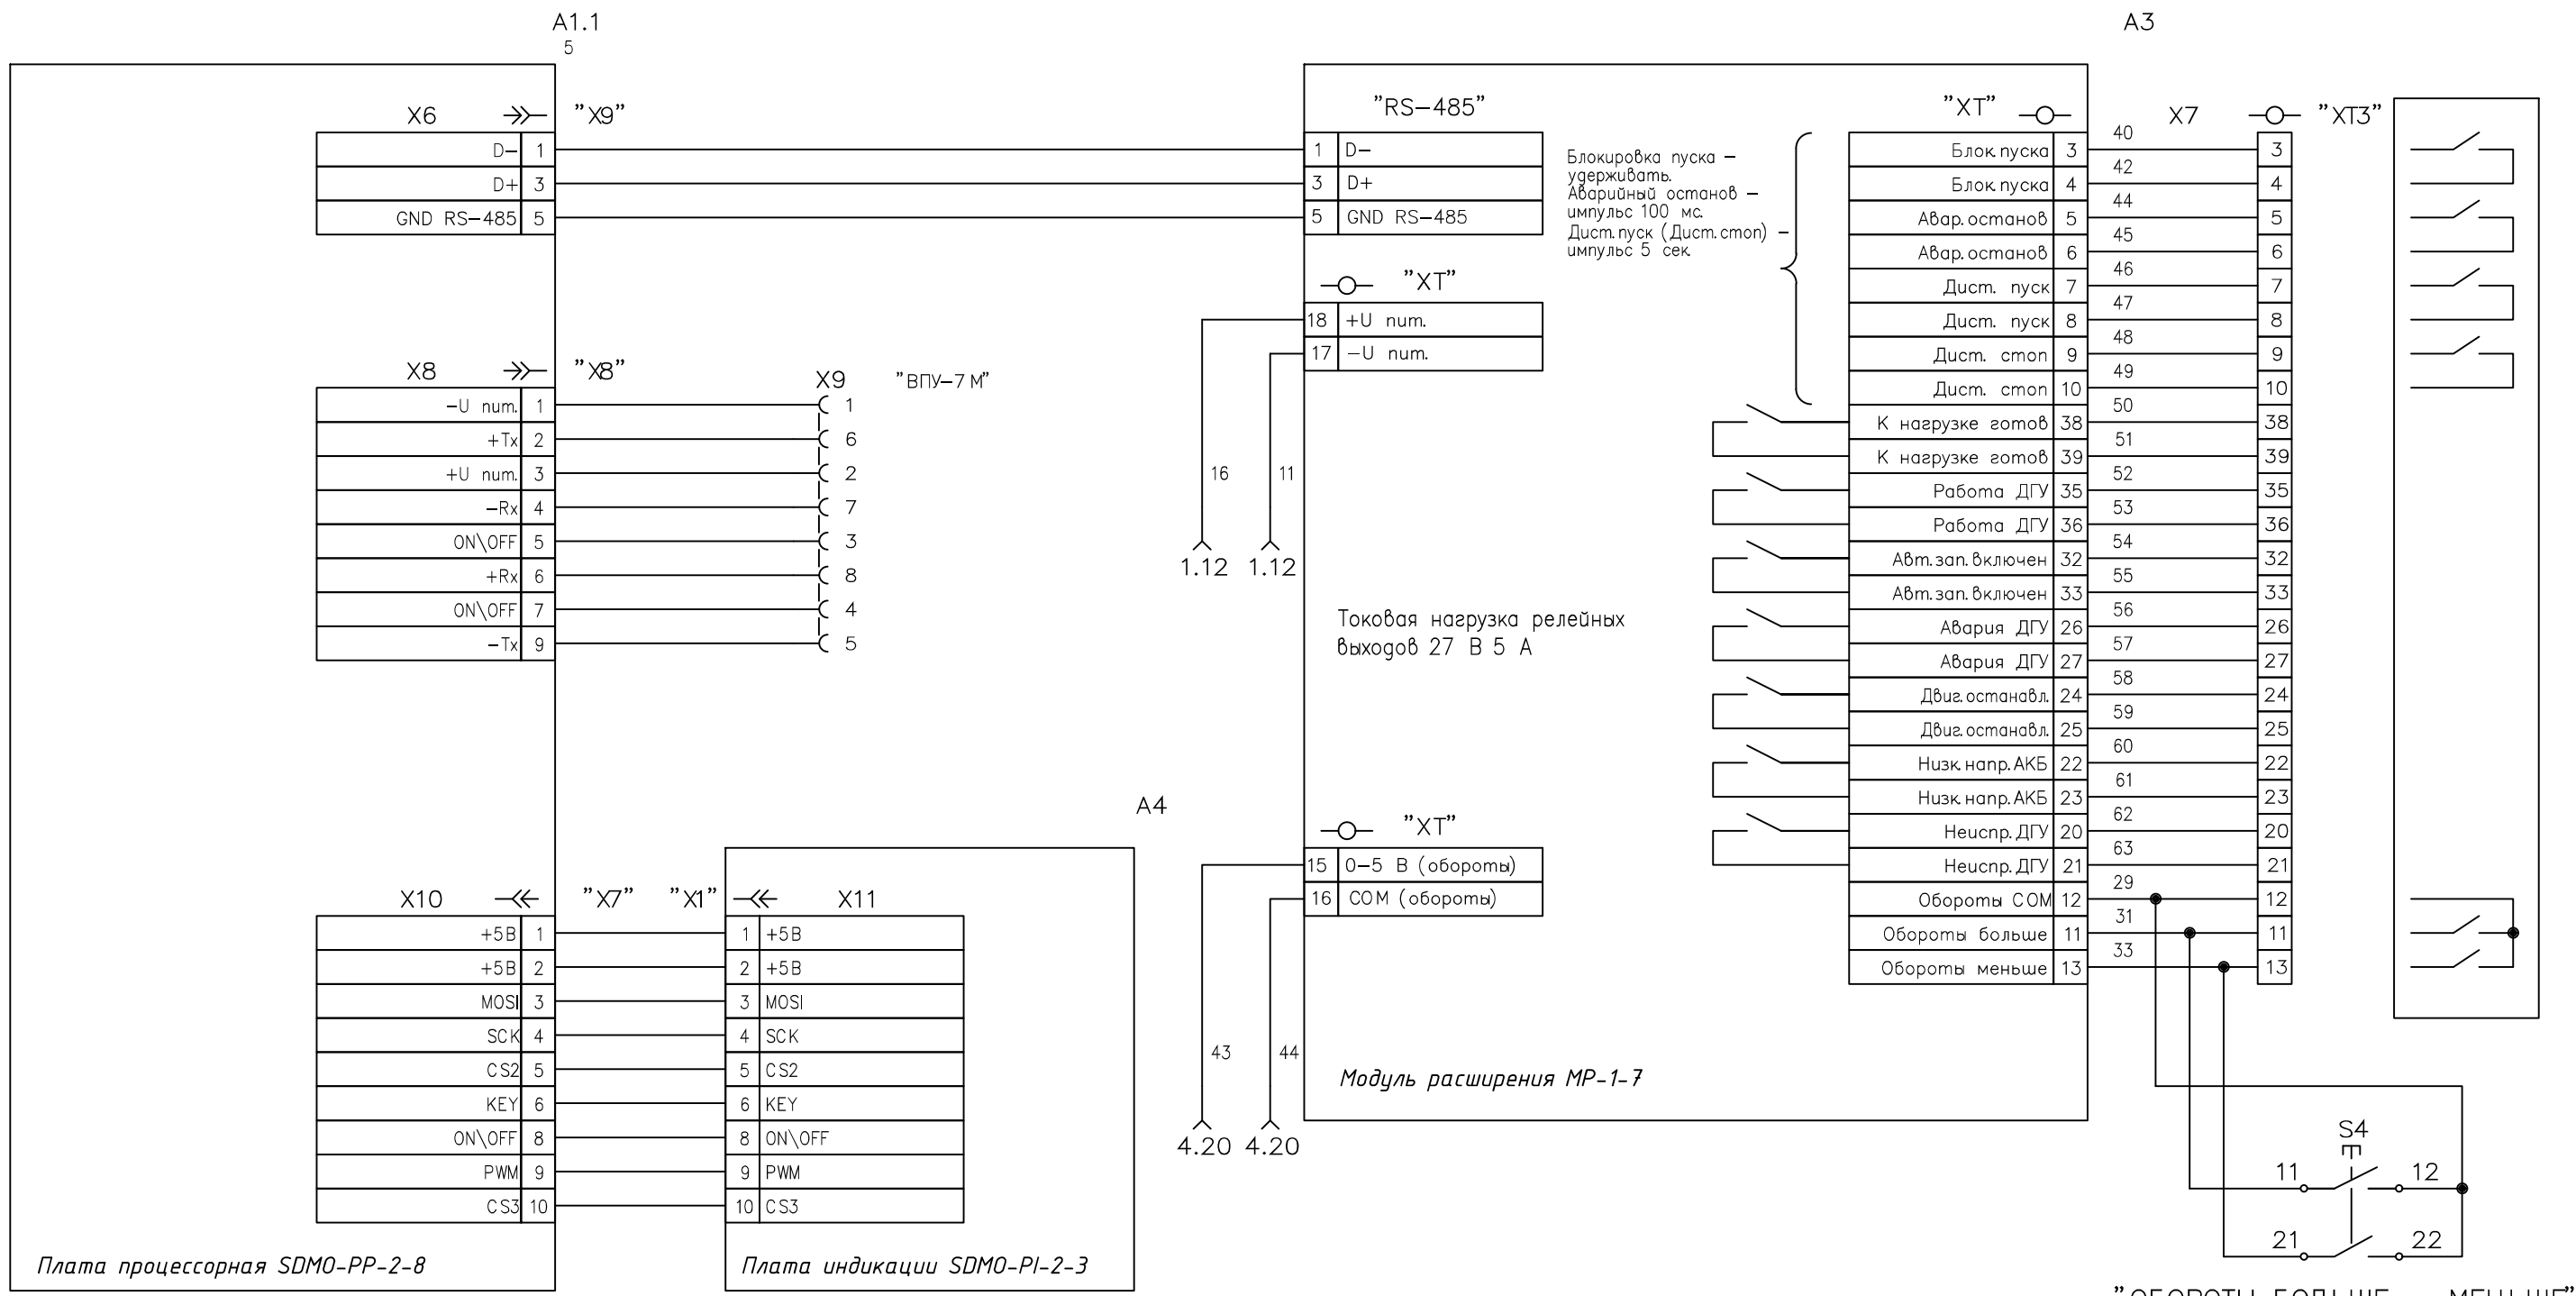 A1.1
5
A3
X6 "X9"
D- 1
D+ 3
GND RS-485 5
"RS-485"
1 D-
3 D+
5 GND RS-485
Блокировка пуска -
удерживать.
Аварийный останов -
импульс 100 мс.
Дист.пуск (Дист.стоп) -
импульс 5 сек
"XT"
18 +U пит.
17 -U пит.
16
11
1.12
1.12
X8 "X8"
-U пит. 1
+Tx 2
+U пит. 3
-Rx 4
ON\OFF 5
+Rx 6
ON\OFF 7
-Tx 9
X9 "ВПУ-7 М"
1
6
2
7
3
8
4
5
Токовая нагрузка релейных
выходов 27 В 5 А
"XT" X7 "XT3"
Блок.пуска 3 40 3
Блок.пуска 4 42 4
Авар.останов 5 44 5
Авар.останов 6 45 6
Дист. пуск 7 46 7
Дист. пуск 8 47 8
Дист. стоп 9 48 9
Дист. стоп 10 49 10
К нагрузке готов 38 50 38
К нагрузке готов 39 51 39
Работа ДГУ 35 52 35
Работа ДГУ 36 53 36
Авт.зап.включен 32 54 32
Авт.зап.включен 33 55 33
Авария ДГУ 26 56 26
Авария ДГУ 27 57 27
Двиг.останавл. 24 58 24
Двиг.останавл. 25 59 25
Низк.напр.АКБ 22 60 22
Низк.напр.АКБ 23 61 23
Неиспр.ДГУ 20 62 20
Неиспр.ДГУ 21 63 21
Обороты COM 12 29 12
Обороты больше 11 31 11
Обороты меньше 13 33 13
A4
"XT"
15 0-5 В (обороты)
16 COM (обороты)
43
44
4.20
4.20
Модуль расширения МР-1-7
X10 "X7" "X1" X11
+5В 1 1 +5В
+5В 2 2 +5В
MOSI 3 3 MOSI
SCK 4 4 SCK
CS2 5 5 CS2
KEY 6 6 KEY
ON\OFF 8 8 ON\OFF
PWM 9 9 PWM
CS3 10 10 CS3
Плата процессорная SDMO-PP-2-8
Плата индикации SDMO-PI-2-3
S4
11 12
21 22
"ОБОРОТЫ БОЛЬШЕ - МЕНЬШЕ"